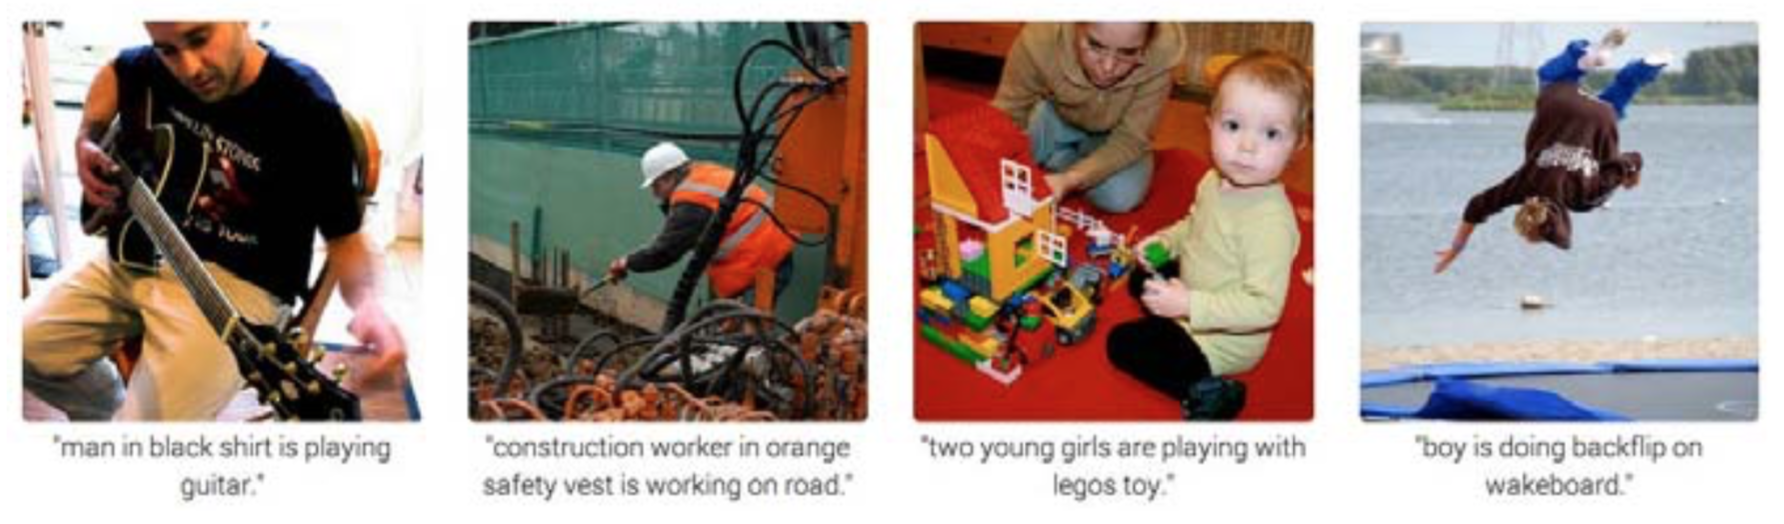 "man in black shirt is playing
guitar."
"construction worker in orange
safety vest is working on road."
"two young girls are playing with
legos toy."
"boy is doing backflip on
wakeboard."